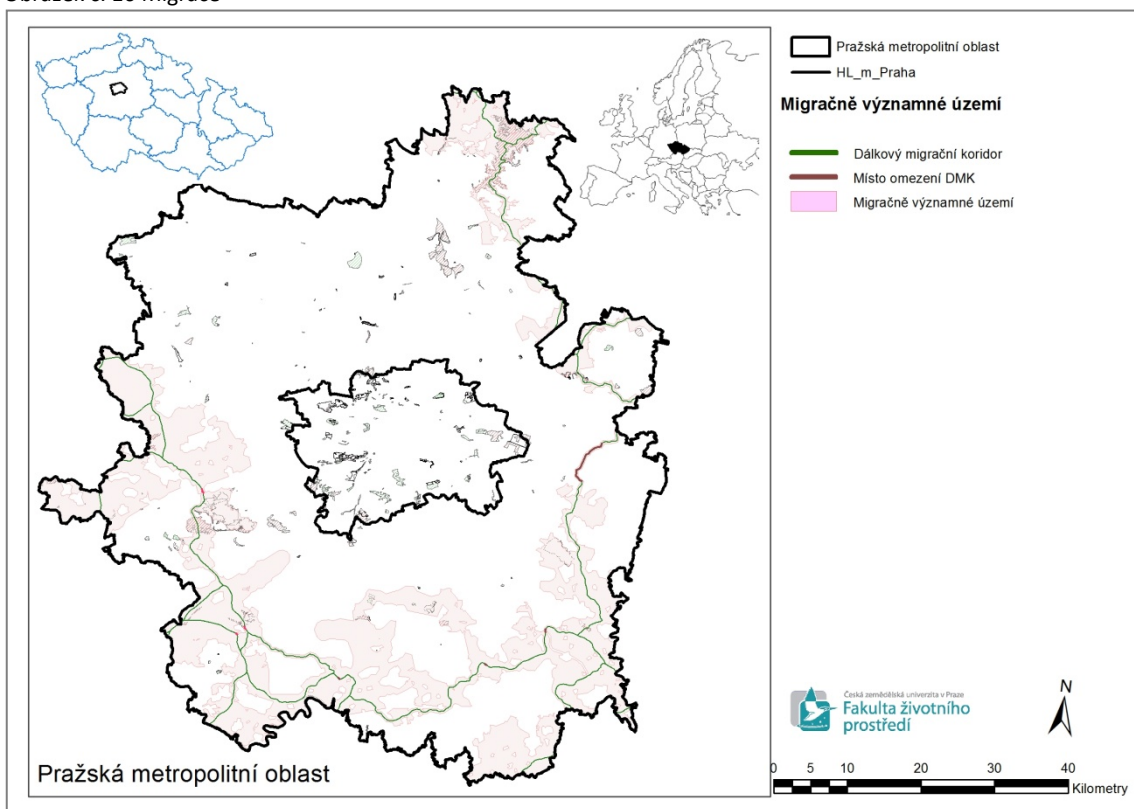 Pražská metropolitní oblast
HL_m_Praha
Migračně významné území
Dálkový migrační koridor
Místo omezení DMK
Migračně významné území
Česká zemědělská univerzita v Praze
Fakulta životního
prostředí
N
0 5 10 20 30 40
Kilometry
Pražská metropolitní oblast